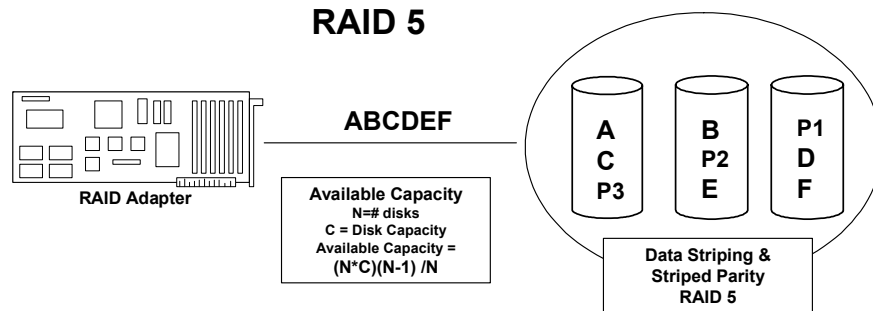 RAID 5
RAID Adapter
ABCDEF
Available Capacity
N=# disks
C = Disk Capacity
Available Capacity =
(N*C)(N-1) /N
A
C
P3
B
P2
E
P1
D
F
Data Striping &
Striped Parity
RAID 5